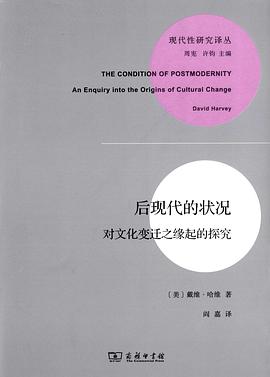 现代性研究译丛
周宪 许钧 主编
THE CONDITION OF POSTMODERNITY
An Enquiry into the Origins of Cultural Change
David Harvey
后现代的状况
对文化变迁之缘起的探究
〔美〕戴维·哈维 著
阎嘉 译
商务印书馆
The Commercial Press